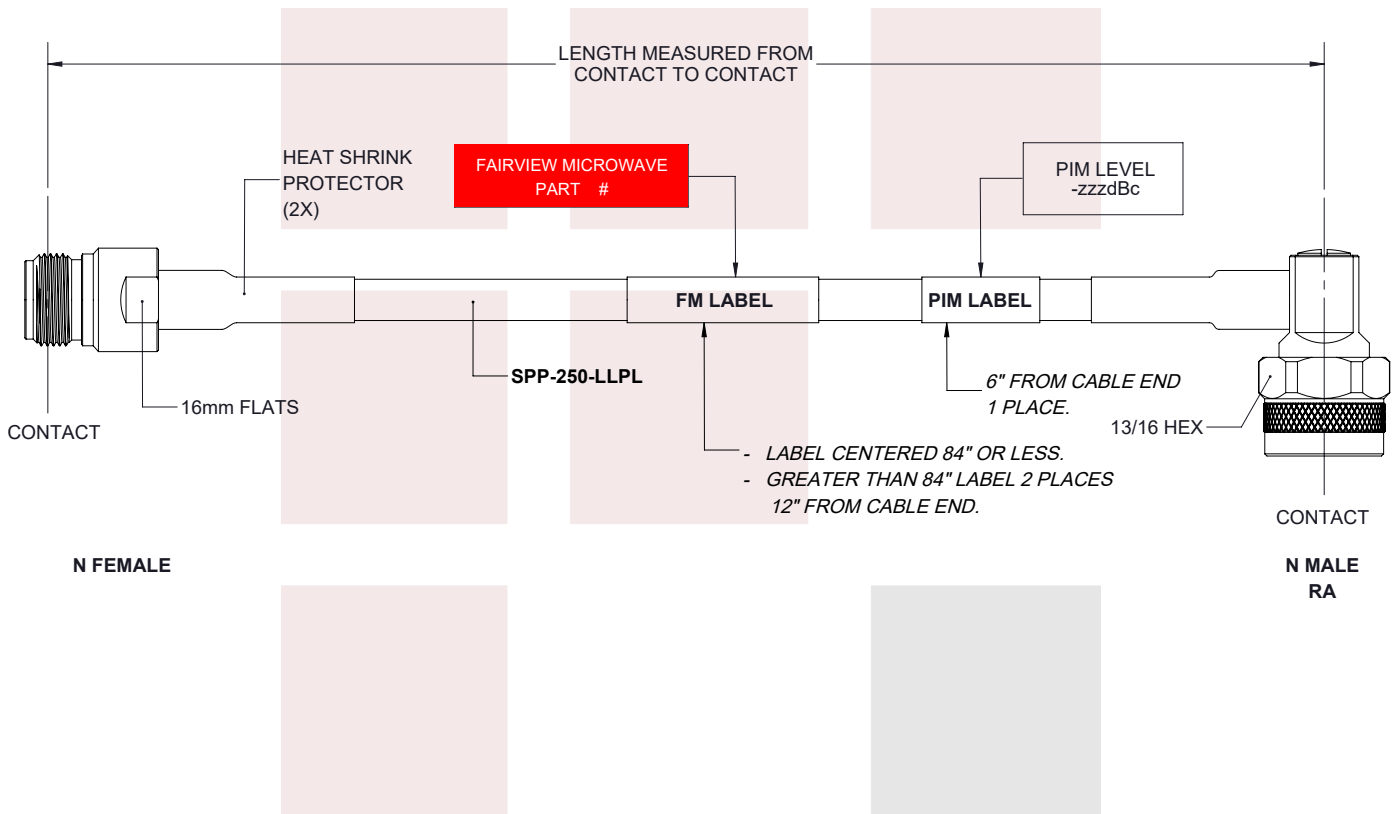 LENGTH MEASURED FROM
CONTACT TO CONTACT
HEAT SHRINK
PROTECTOR
(2X)
FAIRVIEW MICROWAVE
PART #
PIM LEVEL
-zzzdBc
FM LABEL
PIM LABEL
SPP-250-LLPL
16mm FLATS
CONTACT
6" FROM CABLE END
1 PLACE.
13/16 HEX
- LABEL CENTERED 84" OR LESS.
- GREATER THAN 84" LABEL 2 PLACES
12" FROM CABLE END.
CONTACT
N FEMALE
N MALE
RA